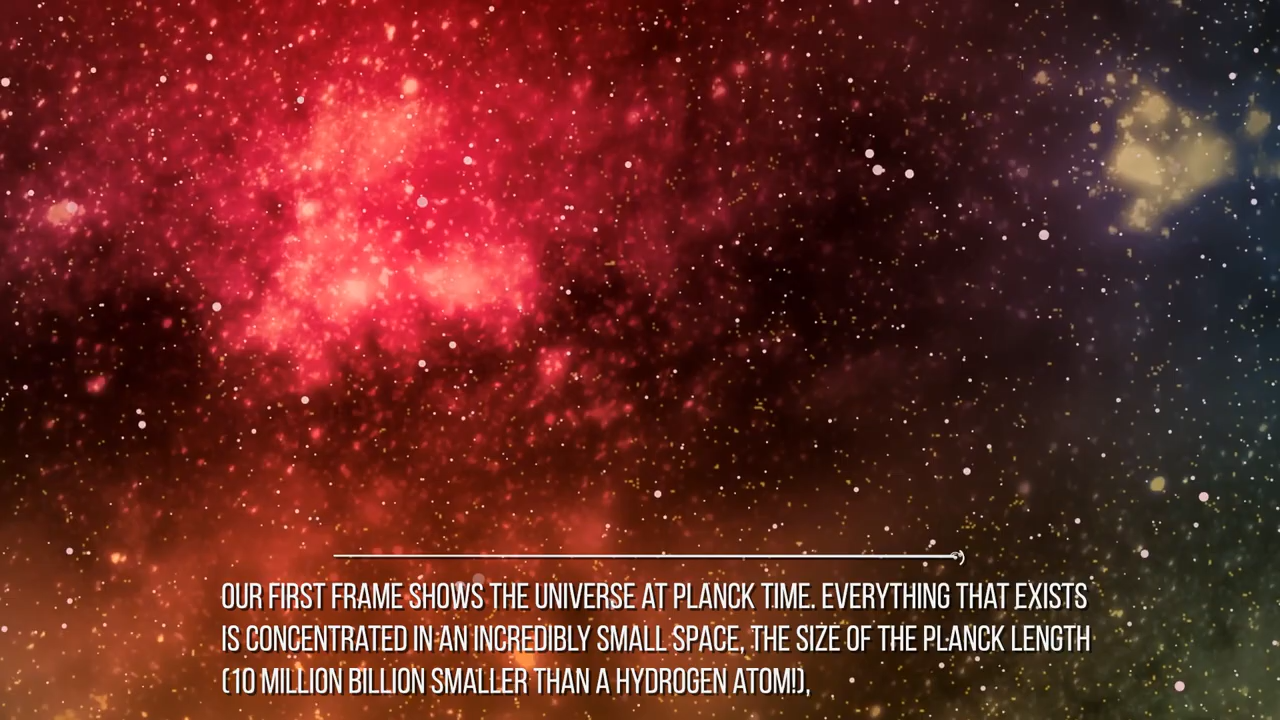 OUR FIRST FRAME SHOWS THE UNIVERSE AT PLANCK TIME. EVERYTHING THAT EXISTS
IS CONCENTRATED IN AN INCREDIBLY SMALL SPACE, THE SIZE OF THE PLANCK LENGTH
(10 MILLION BILLION SMALLER THAN A HYDROGEN ATOM!),